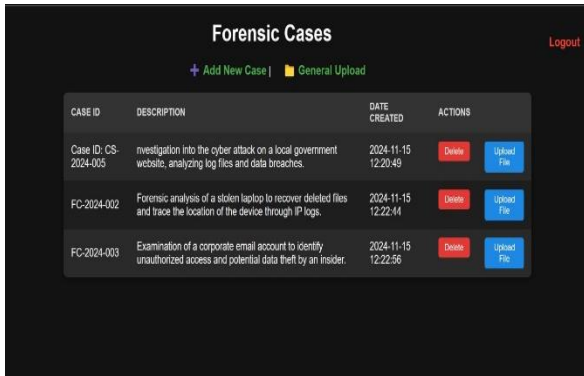 Forensic Cases
Logout
Add New Case | General Upload
CASE ID DESCRIPTION DATE CREATED ACTIONS
Case ID: CS-2024-005 nvestigation into the cyber attack on a local government website, analyzing log files and data breaches. 2024-11-15 12:20:49 Delete Upload File
FC-2024-002 Forensic analysis of a stolen laptop to recover deleted files and trace the location of the device through IP logs. 2024-11-15 12:22:44 Delete Upload File
FC-2024-003 Examination of a corporate email account to identify unauthorized access and potential data theft by an insider. 2024-11-15 12:22:56 Delete Upload File